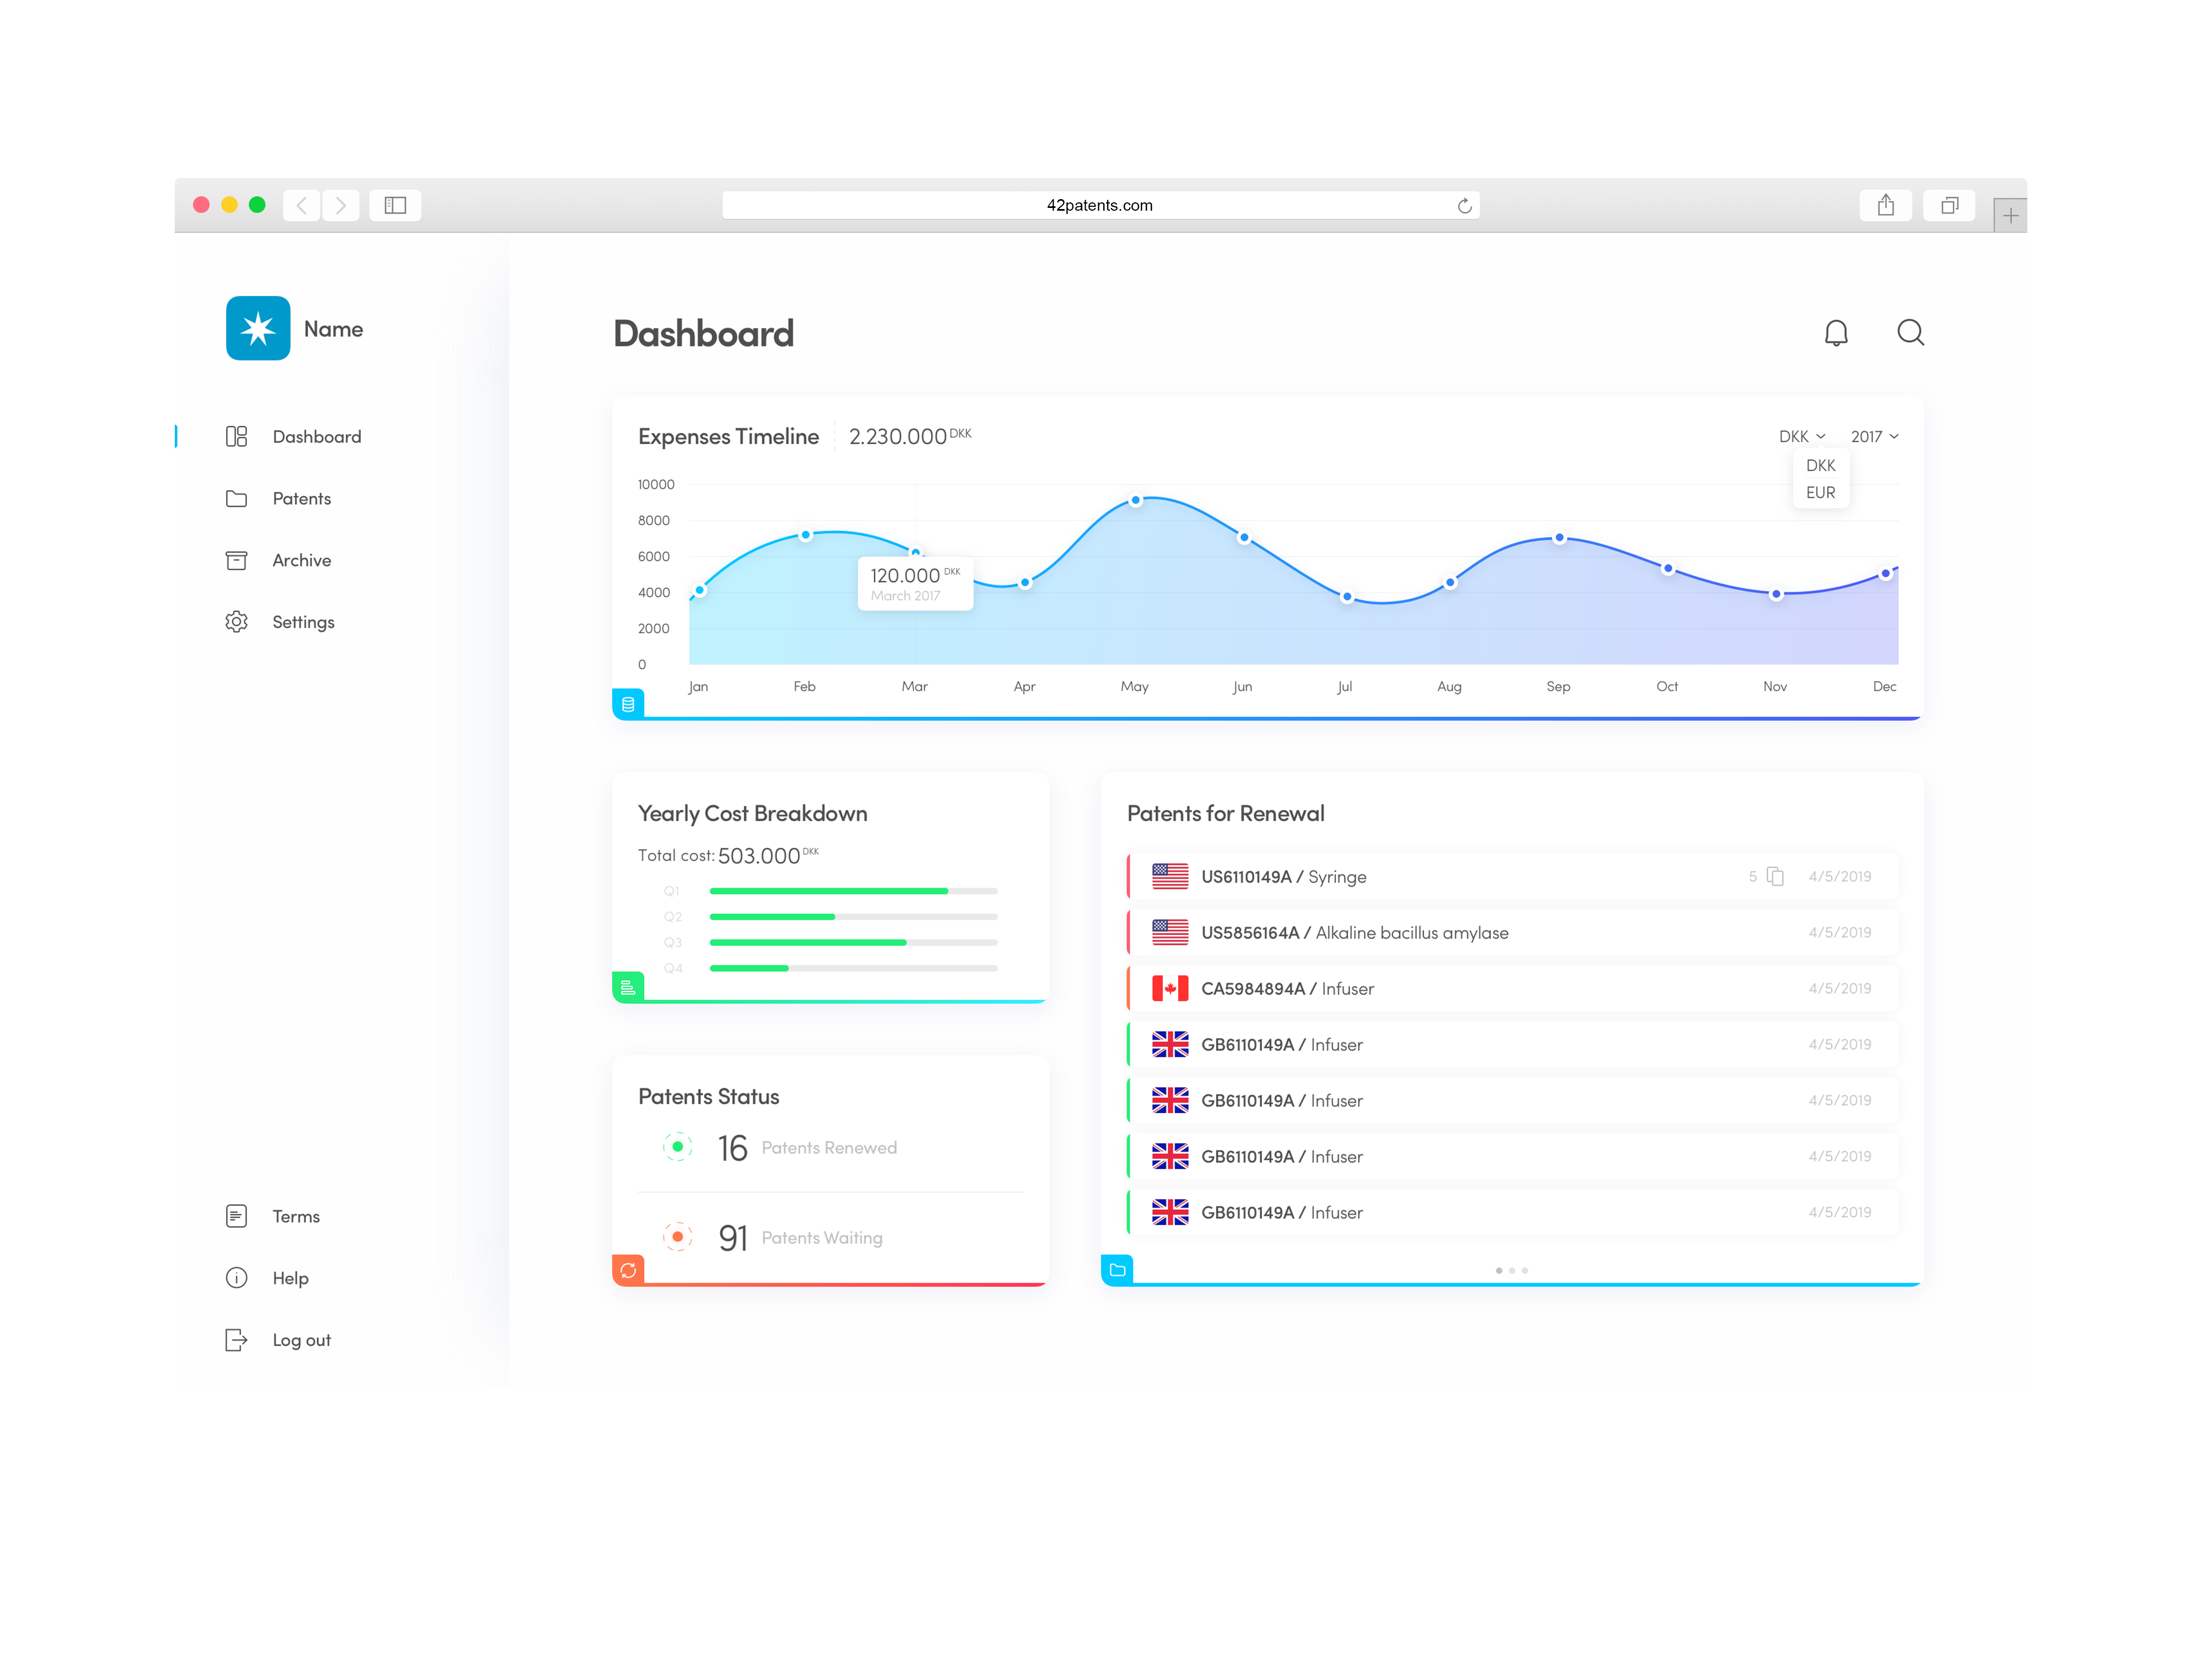 42patents.com
Name
Dashboard
Patents
Archive
Settings
Terms
Help
Log out
Dashboard
Expenses Timeline 2.230.000 DKK
DKK 2017
DKK
EUR
10000
8000
6000
4000
2000
0
120.000 DKK
March 2017
Jan Feb Mar Apr May Jun Jul Aug Sep Oct Nov Dec
Yearly Cost Breakdown
Total cost: 503.000 DKK
Q1
Q2
Q3
Q4
Patents Status
16 Patents Renewed
91 Patents Waiting
Patents for Renewal
US6110149A / Syringe 5 4/5/2019
US5856164A / Alkaline bacillus amylase 4/5/2019
CA5984894A / Infuser 4/5/2019
GB6110149A / Infuser 4/5/2019
GB6110149A / Infuser 4/5/2019
GB6110149A / Infuser 4/5/2019
GB6110149A / Infuser 4/5/2019